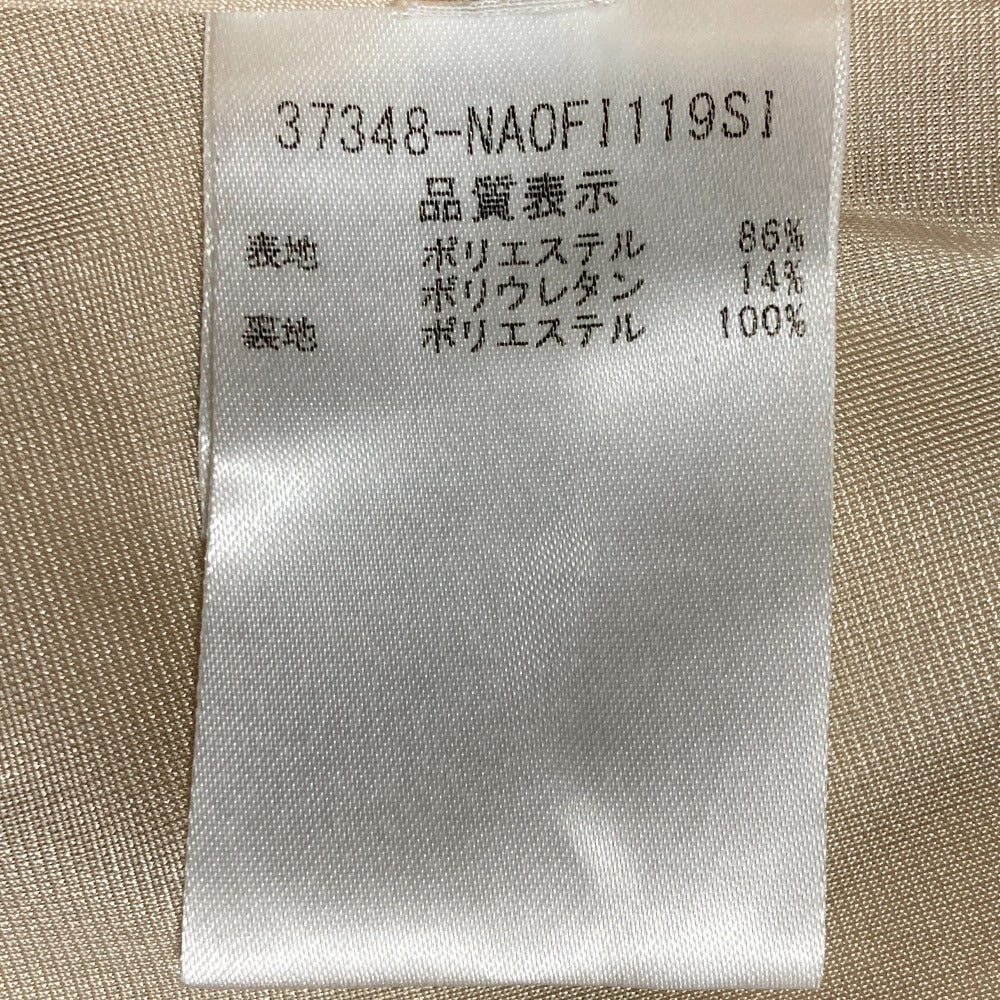 37348-NAOFI119SI
品質表示
表地 ポリエステル 86%
ポリウレタン 14%
裏地 ポリエステル 100%